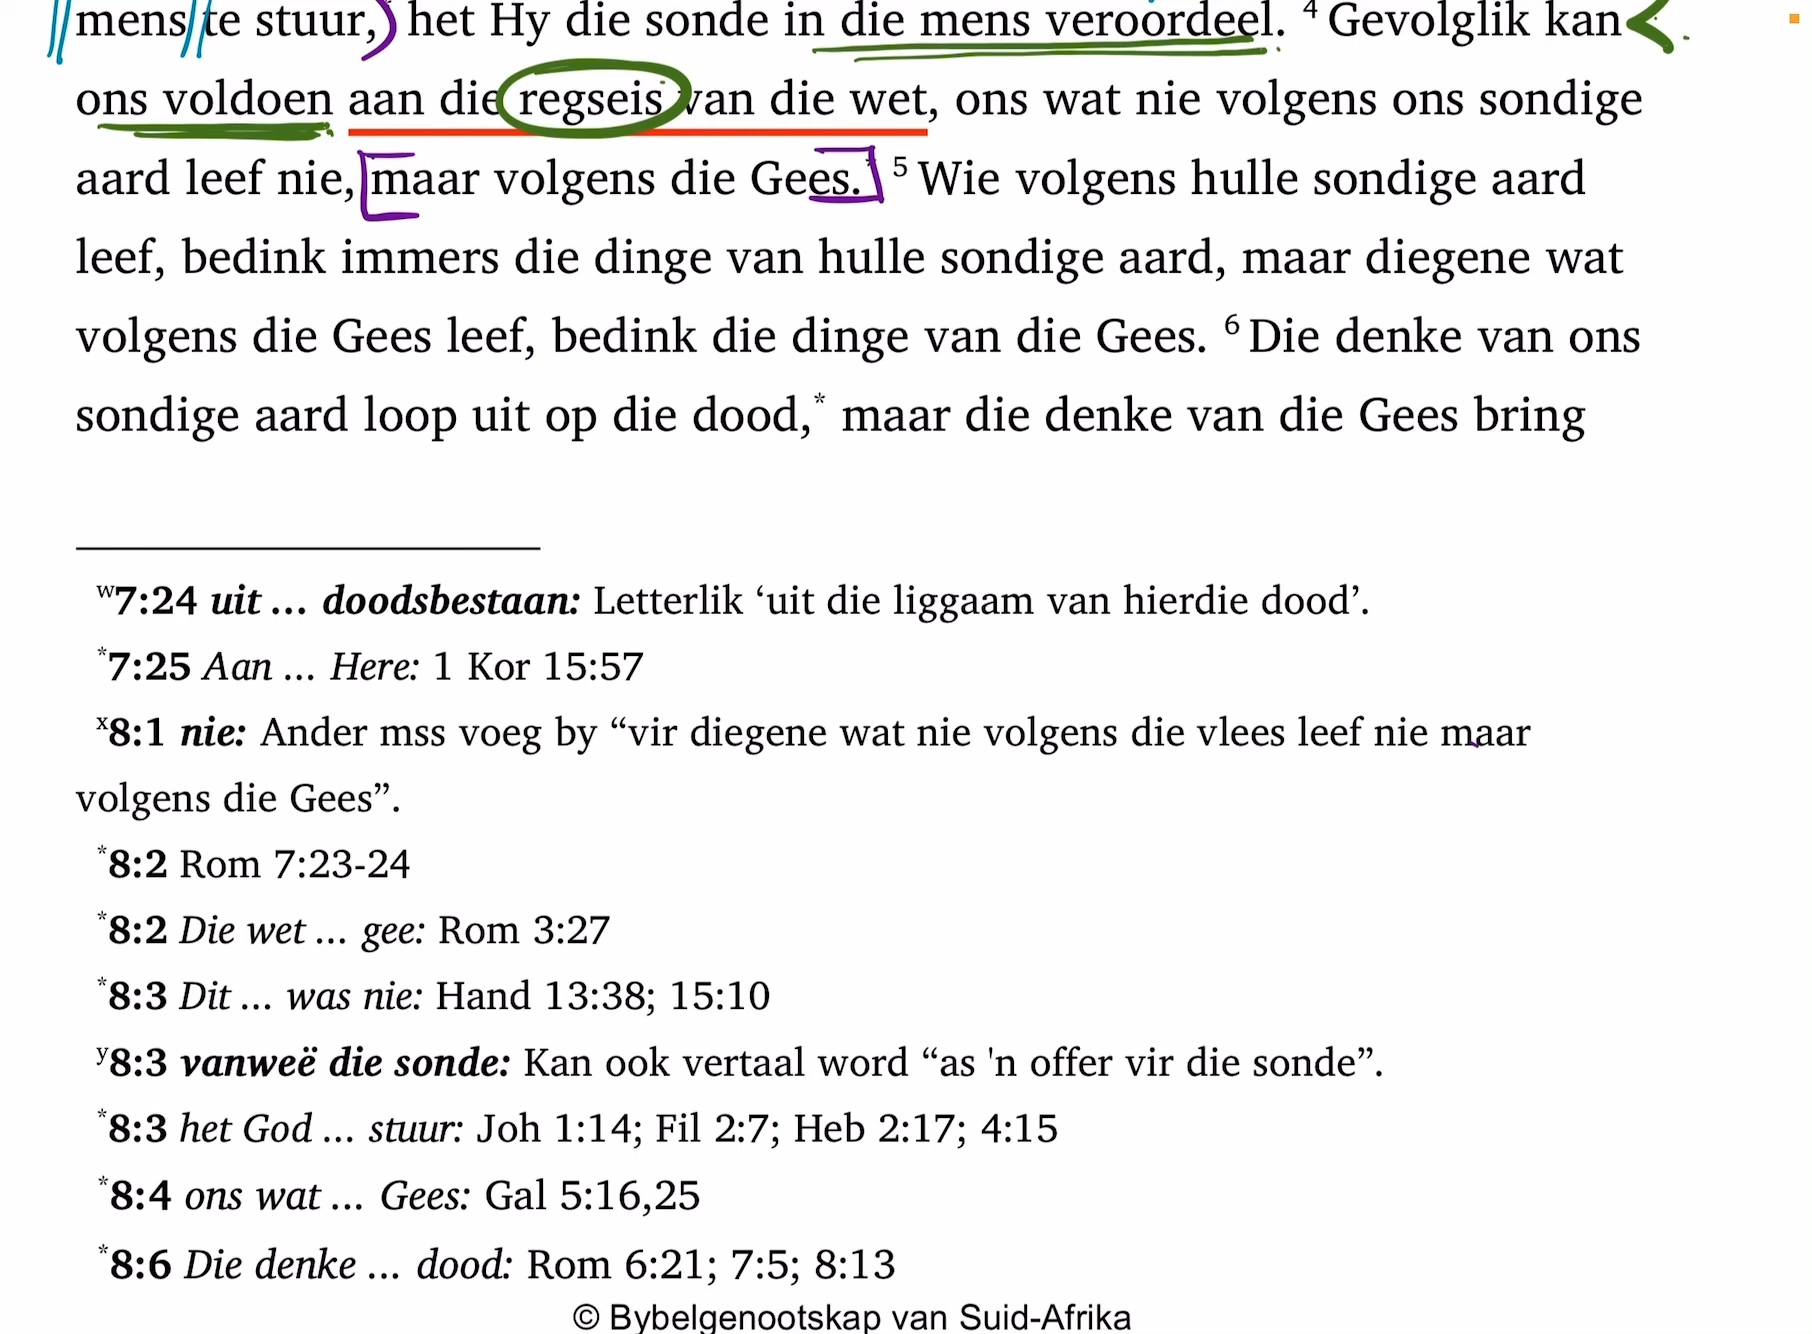 mens te stuur, het Hy die sonde in die mens veroordeel. ⁴ Gevolglik kan
ons voldoen aan die regseis van die wet, ons wat nie volgens ons sondige
aard leef nie, maar volgens die Gees.* ⁵ Wie volgens hulle sondige aard
leef, bedink immers die dinge van hulle sondige aard, maar diegene wat
volgens die Gees leef, bedink die dinge van die Gees. ⁶ Die denke van ons
sondige aard loop uit op die dood,* maar die denke van die Gees bring
ʷ7:24 uit ... doodsbestaan: Letterlik ‘uit die liggaam van hierdie dood’.
*7:25 Aan ... Here: 1 Kor 15:57
ˣ8:1 nie: Ander mss voeg by “vir diegene wat nie volgens die vlees leef nie maar
volgens die Gees”.
*8:2 Rom 7:23-24
*8:2 Die wet ... gee: Rom 3:27
*8:3 Dit ... was nie: Hand 13:38; 15:10
ʸ8:3 vanweë die sonde: Kan ook vertaal word “as 'n offer vir die sonde”.
*8:3 het God ... stuur: Joh 1:14; Fil 2:7; Heb 2:17; 4:15
*8:4 ons wat ... Gees: Gal 5:16,25
*8:6 Die denke ... dood: Rom 6:21; 7:5; 8:13
© Bybelgenootskap van Suid-Afrika